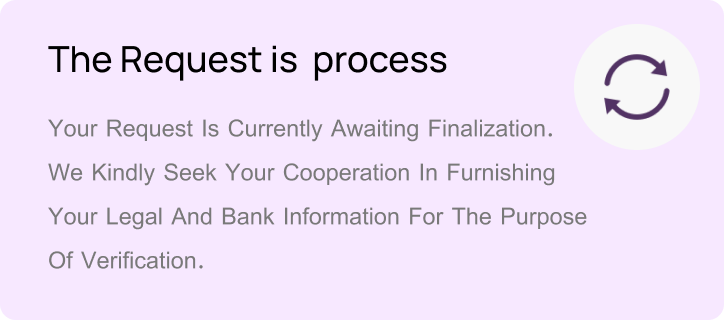 The Request is process
Your Request Is Currently Awaiting Finalization.
We Kindly Seek Your Cooperation In Furnishing
Your Legal And Bank Information For The Purpose
Of Verification.